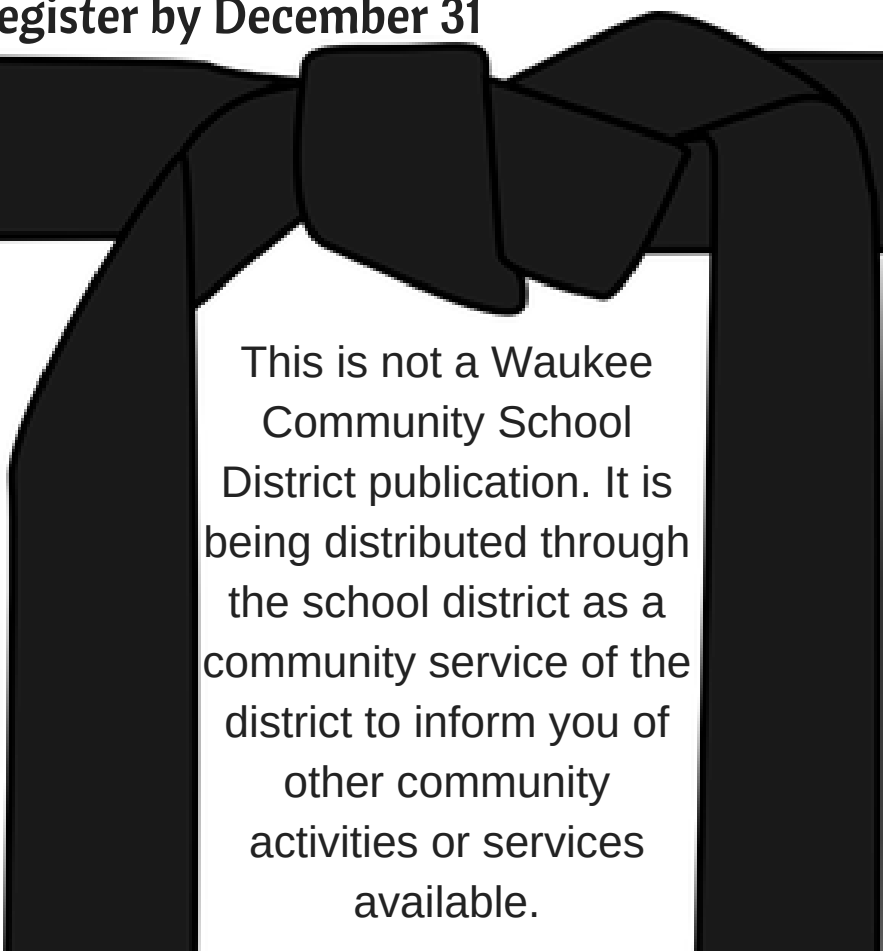 egister by December 31
This is not a Waukee
Community School
District publication. It is
being distributed through
the school district as a
community service of the
district to inform you of
other community
activities or services
available.